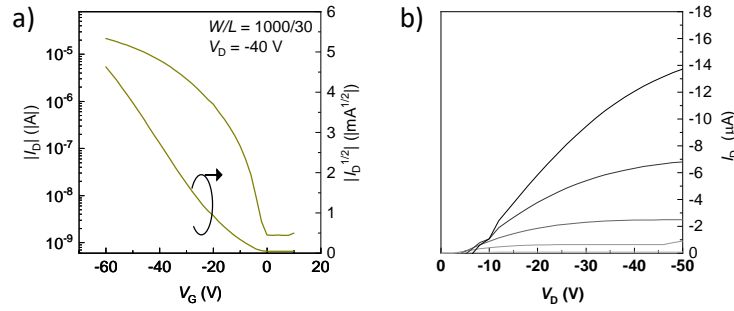 a)
W/L = 1000/30
V_D = -40 V
10^-5
10^-6
10^-7
10^-8
10^-9
|I_D| (|A|)
6
5
4
3
2
1
0
|I_D^1/2| (|mA^1/2|)
-60 -40 -20 0 20
V_G (V)
b)
-18
-16
-14
-12
-10
-8
-6
-4
-2
0
I_D (µA)
0 -10 -20 -30 -40 -50
V_D (V)